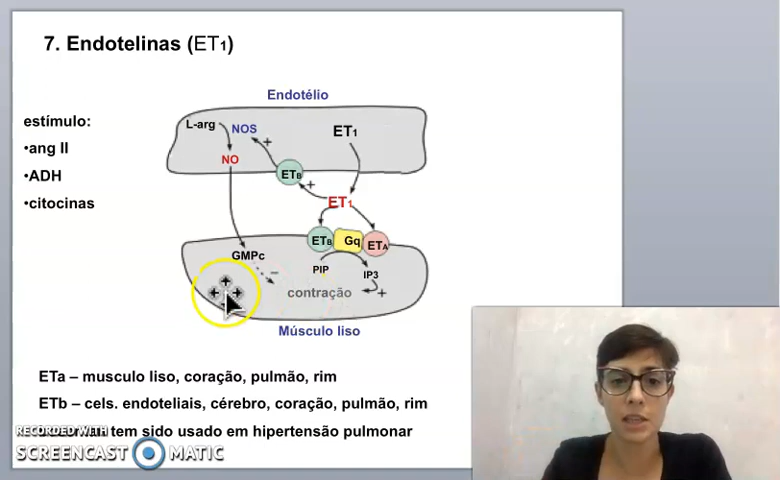 7. Endotelinas (ET1)
Endotélio
estímulo:
•ang II
•ADH
•citocinas
L-arg
NOS
ET1
+
NO
ETB
+
ET1
ETB
Gq
ETA
GMPc
PIP
IP3
–
contração
+
Músculo liso
ETa – musculo liso, coração, pulmão, rim
ETb – cels. endoteliais, cérebro, coração, pulmão, rim
tem sido usado em hipertensão pulmonar
RECORDED WITH
SCREENCAST MATIC